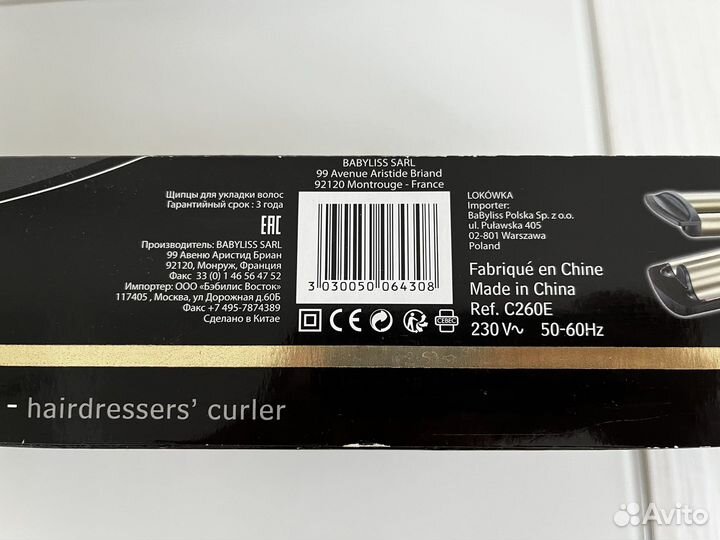 BABYLISS SARL
99 Avenue Aristide Briand
92120 Montrouge - France
Щипцы для укладки волос
Гарантийный срок : 3 года
EAC
Производитель: BABYLISS SARL
99 Авеню Аристид Бриан
92120, Монруж, Франция
Факс 33 (0) 1 46 56 47 52
Импортер: ООО «Бэбилис Восток»
117405 , Москва, ул Дорожная д.60Б
Факс +7 495-7874389
Сделано в Китае
3 030050 064308
CE
CEBEC
LOKÓWKA
Importer:
BaByliss Polska Sp. z o.o.
ul. Puławska 405
02-801 Warszawa
Poland
Fabriqué en Chine
Made in China
Ref. C260E
230 V~ 50-60Hz
- hairdressers' curler
Avito